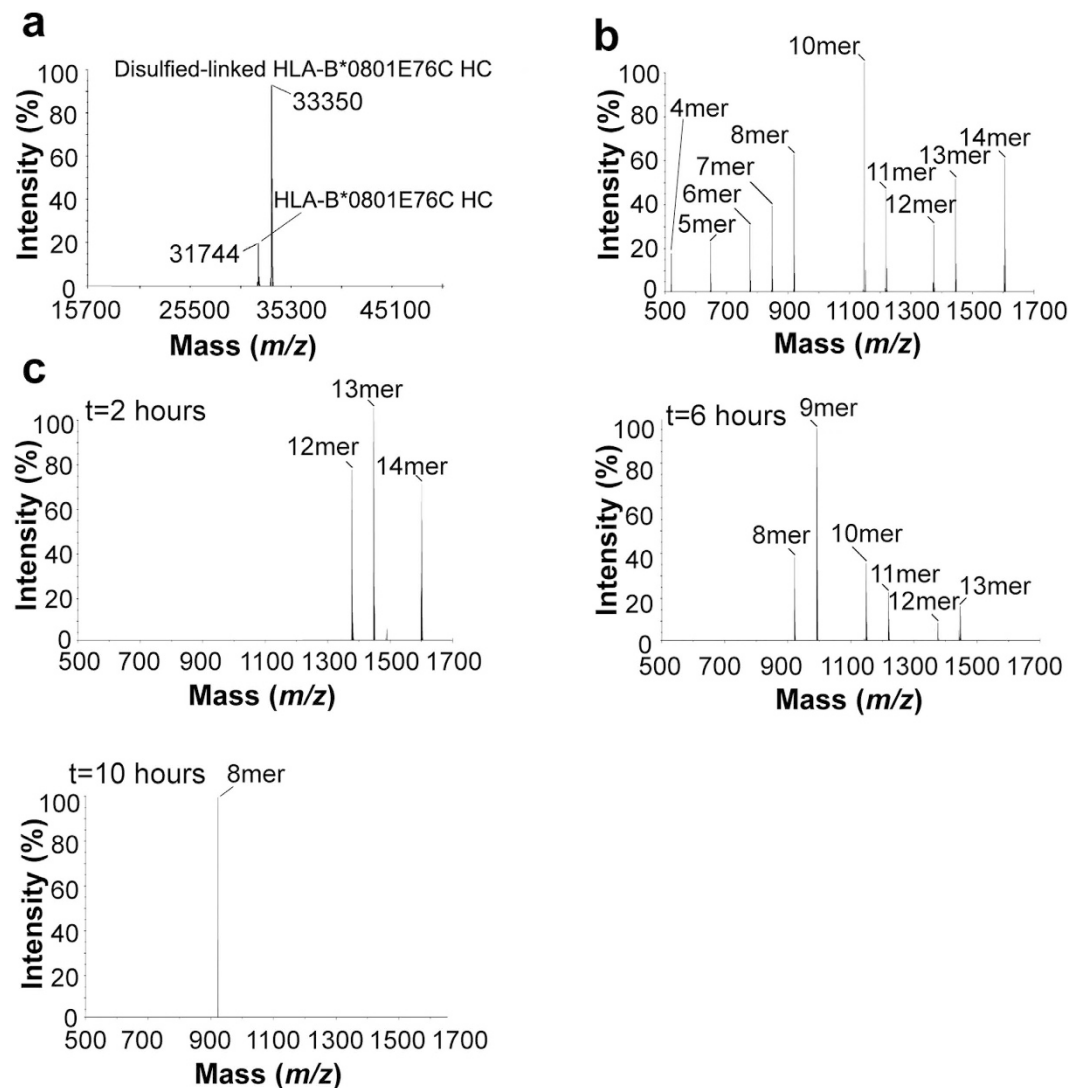 a
Disulfied-linked HLA-B*0801E76C HC
100
80
60
40
20
0
33350
HLA-B*0801E76C HC
31744
15700 25500 35300 45100
Intensity (%)
Mass (m/z)
b
10mer
100
80
60
40
20
0
4mer
8mer
7mer
6mer
5mer
11mer
13mer
14mer
12mer
500 700 900 1100 1300 1500 1700
Intensity (%)
Mass (m/z)
c
t=2 hours
13mer
12mer
14mer
100
80
60
40
20
0
500 700 900 1100 1300 1500 1700
Intensity (%)
Mass (m/z)
t=6 hours
9mer
8mer
10mer
11mer
12mer
13mer
100
80
60
40
20
0
500 700 900 1100 1300 1500 1700
Intensity (%)
Mass (m/z)
t=10 hours
8mer
100
80
60
40
20
0
500 700 900 1100 1300 1500 1700
Intensity (%)
Mass (m/z)